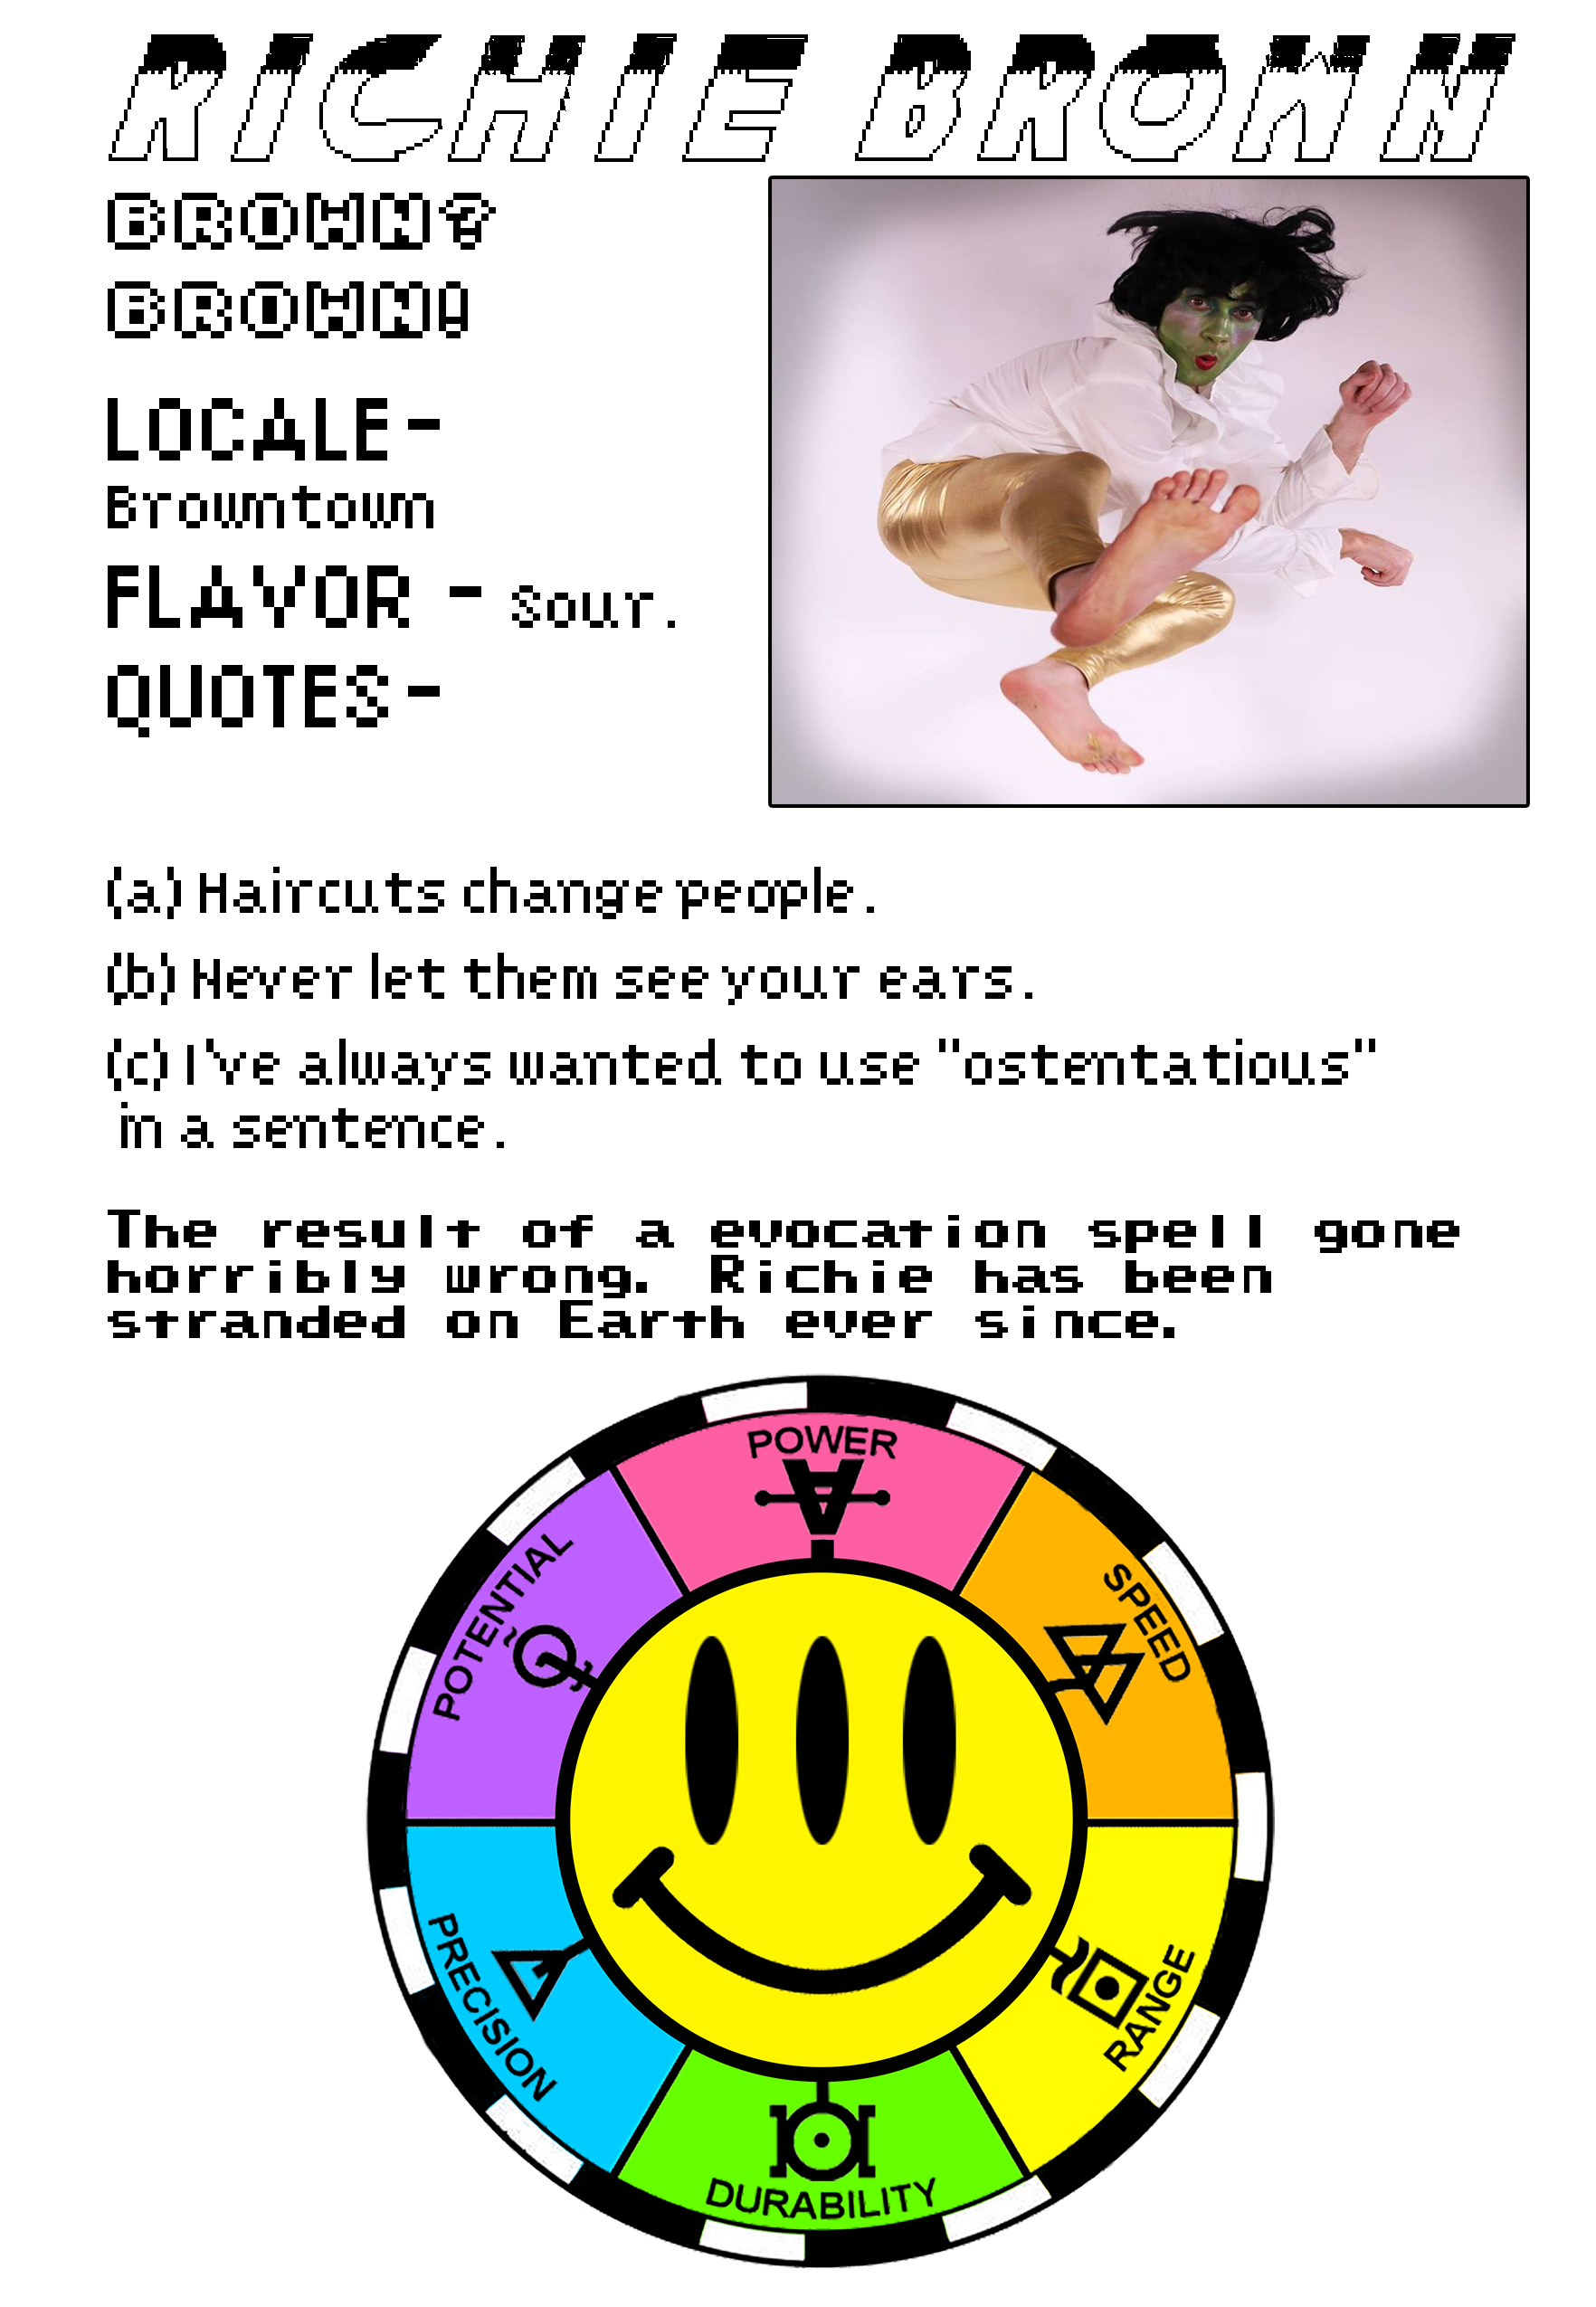 RICHIE BROWN
BROWN?
BROWN!
LOCALE-
Browntown
FLAVOR - Sour.
QUOTES-
(a) Haircuts change people.
(b) Never let them see your ears.
(c) I've always wanted to use "ostentatious"
in a sentence.
The result of a evocation spell gone
horribly wrong. Richie has been
stranded on Earth ever since.
POWER
SPEED
POTENTIAL
PRECISION
RANGE
DURABILITY